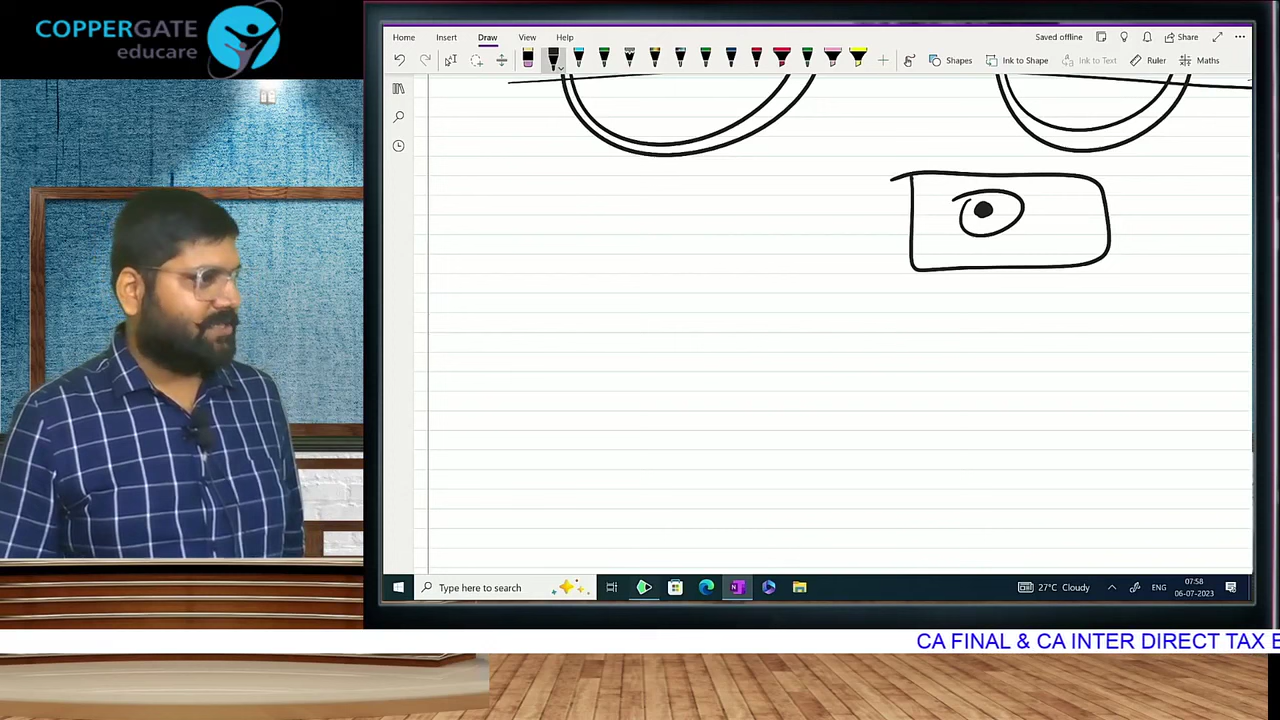 COPPERGATE
educare
Home Insert Draw View Help
Saved offline
Share
Shapes
Ink to Shape
Ink to Text
Ruler
Maths
Type here to search
27°C Cloudy
ENG
07:58
06-07-2023
CA FINAL & CA INTER DIRECT TAX